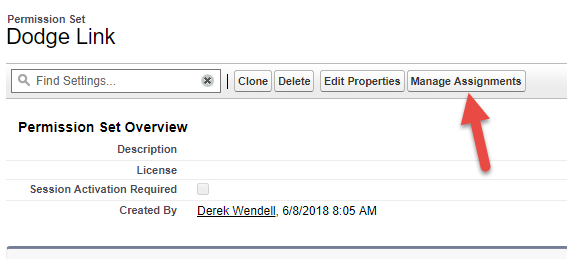 Permission Set
Dodge Link
Find Settings... Clone Delete Edit Properties Manage Assignments
Permission Set Overview
Description
License
Session Activation Required
Created By Derek Wendell, 6/8/2018 8:05 AM